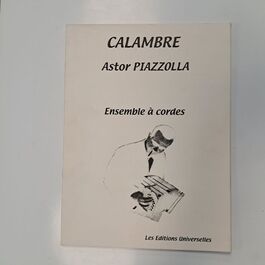 CALAMBRE
Astor PIAZZOLLA
Ensemble à cordes
Les Editions Universelles